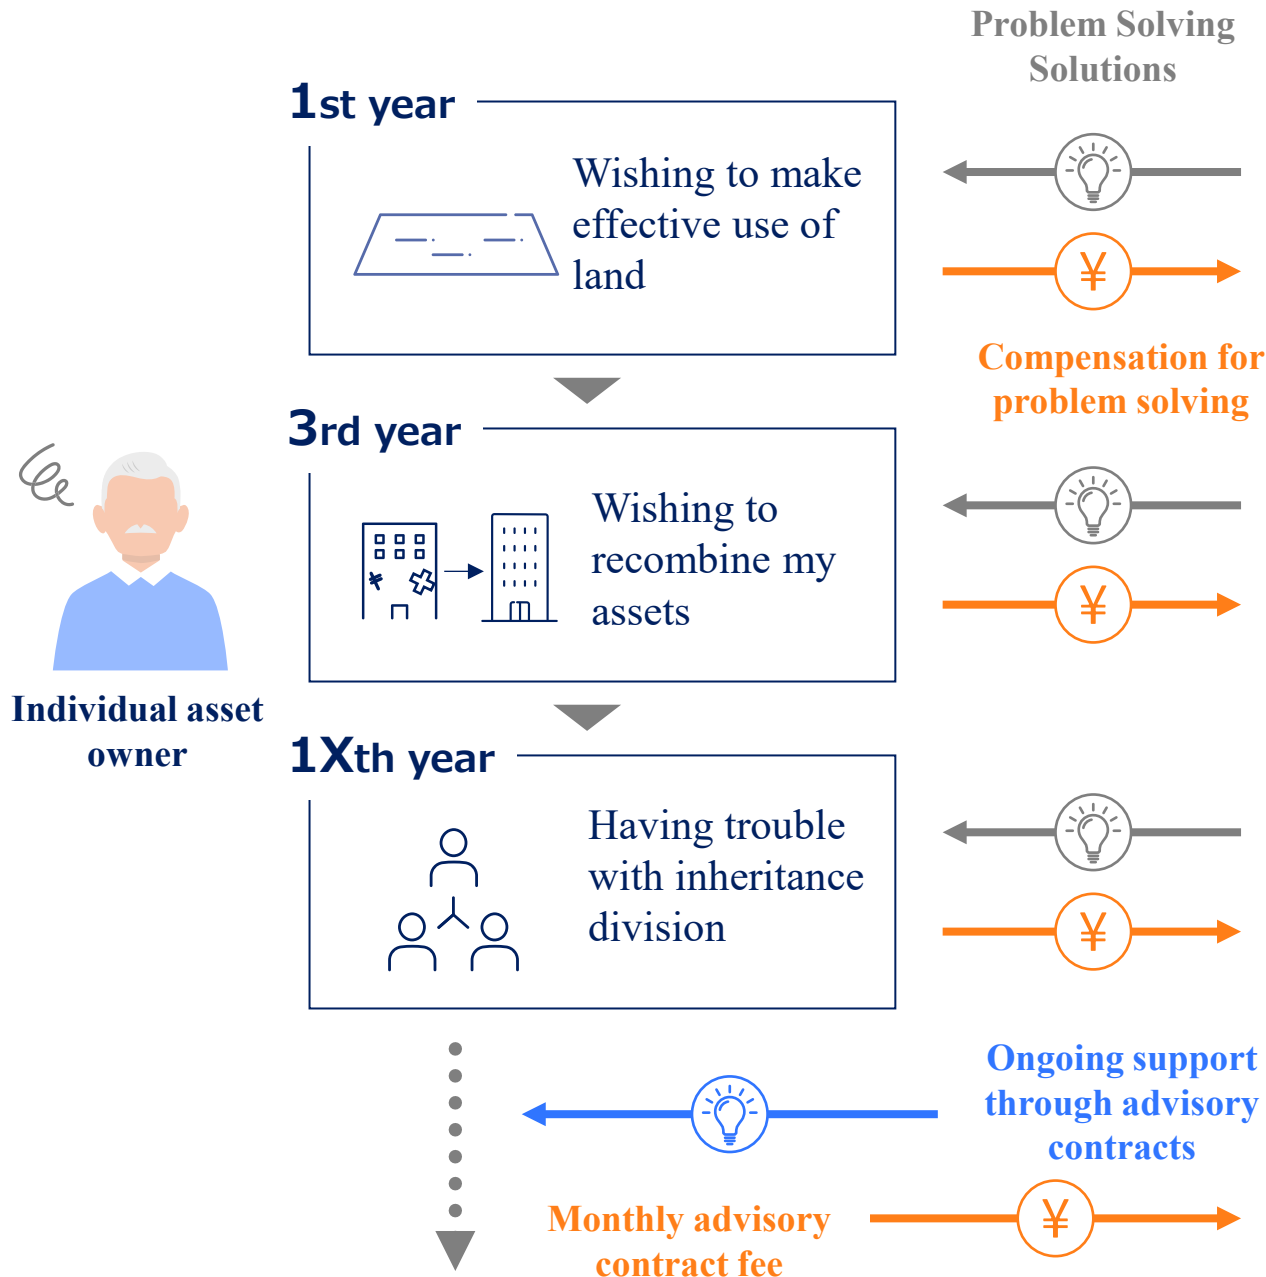 Problem Solving
Solutions
1st year
Wishing to make
effective use of
land
¥
Compensation for
problem solving
3rd year
Wishing to
recombine my
assets
¥
Individual asset
owner
1Xth year
Having trouble
with inheritance
division
¥
Ongoing support
through advisory
contracts
Monthly advisory
contract fee
¥